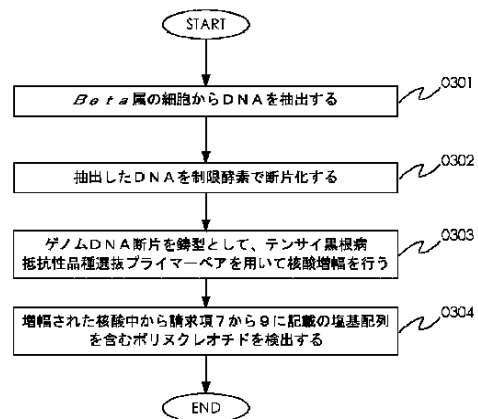 START
Beta属の細胞からDNAを抽出する
0301
抽出したDNAを制限酵素で断片化する
0302
ゲノムDNA断片を鋳型として、テンサイ黒根病
抵抗性品種選抜プライマーペアを用いて核酸増幅を行う
0303
増幅された核酸中から請求項7から9に記載の塩基配列
を含むポリヌクレオチドを検出する
0304
END